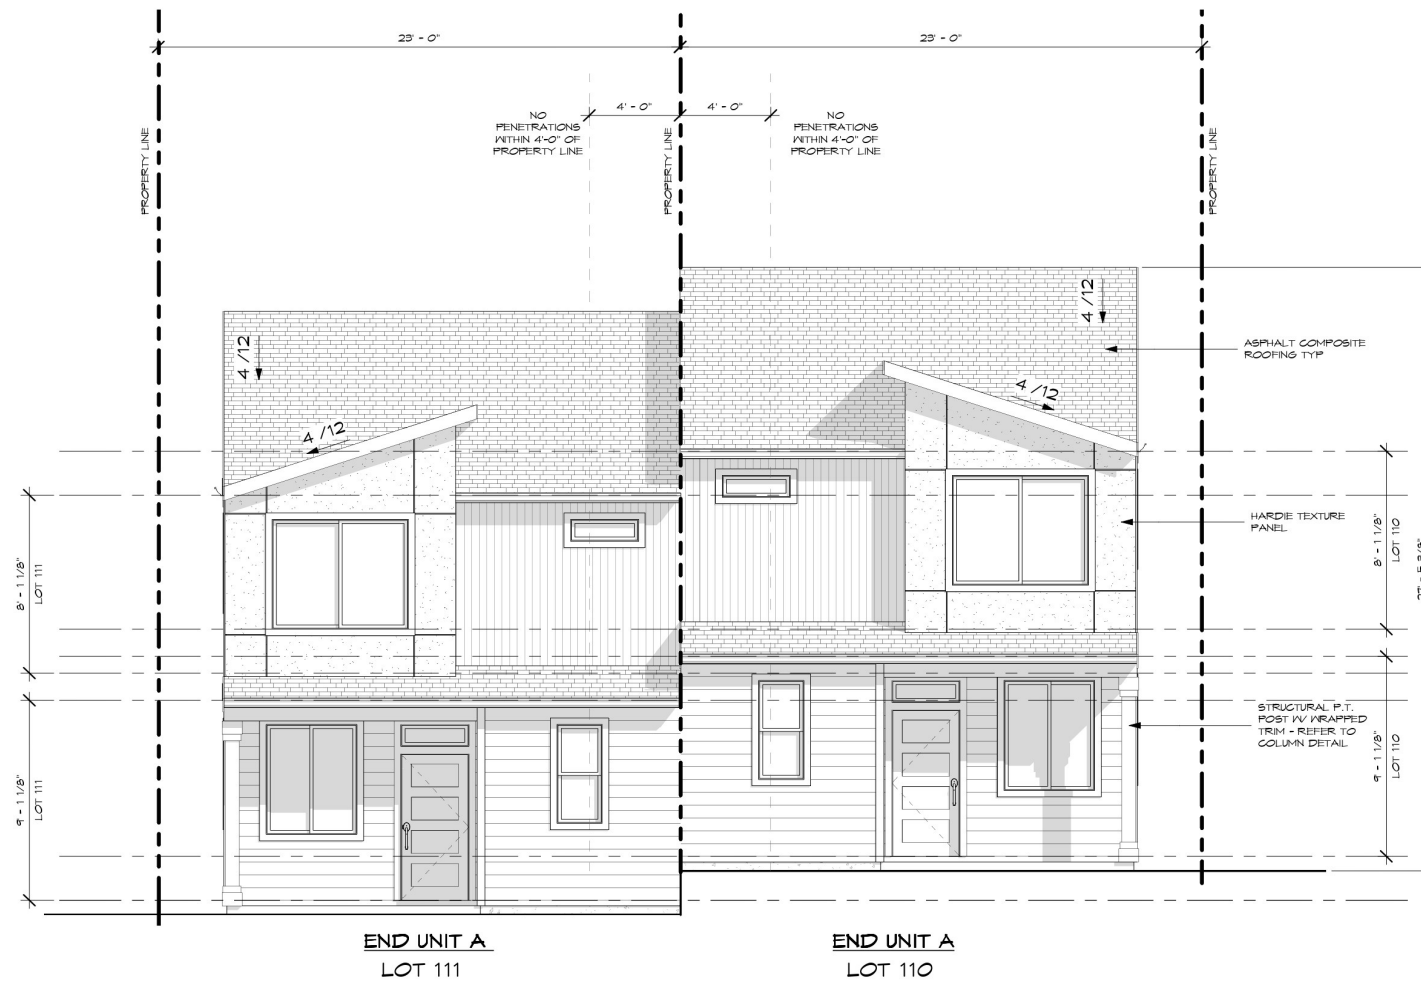 23' - 0"
23' - 0"
4' - 0"
4' - 0"
NO
PENETRATIONS
WITHIN 4'-0" OF
PROPERTY LINE
NO
PENETRATIONS
WITHIN 4'-0" OF
PROPERTY LINE
PROPERTY LINE
PROPERTY LINE
PROPERTY LINE
4 /12
4 /12
4 /12
4 /12
ASPHALT COMPOSITE
ROOFING TYP
HARDIE TEXTURE
PANEL
STRUCTURAL P.T.
POST W/ WRAPPED
TRIM - REFER TO
COLUMN DETAIL
8' - 1 1/8"
LOT 111
9' - 1 1/8"
LOT 111
8' - 1 1/8"
LOT 110
9' - 1 1/8"
LOT 110
END UNIT A
LOT 111
END UNIT A
LOT 110